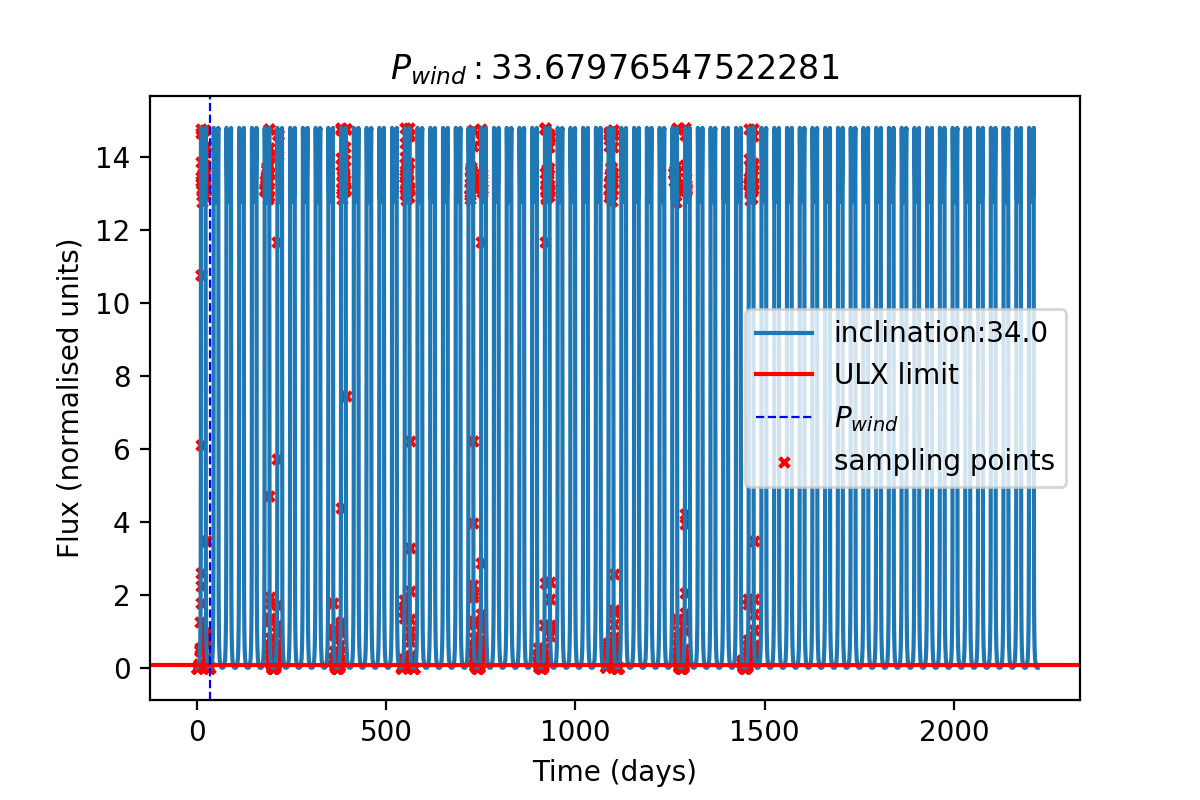 P_wind : 33.67976547522281
Flux (normalised units)
14
12
10
8
6
4
2
0
inclination:34.0
ULX limit
P_wind
sampling points
0 500 1000 1500 2000
Time (days)